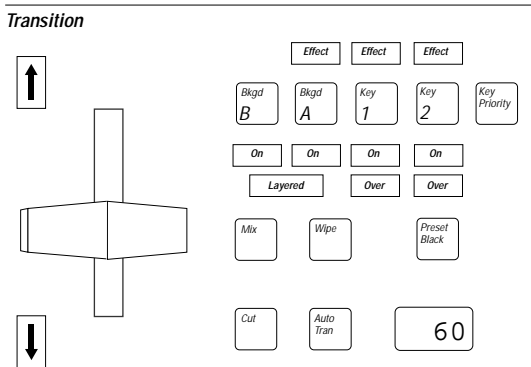 Transition
Effect Effect Effect
Bkgd B
Bkgd A
Key 1
Key 2
Key Priority
On On On On
Layered Over Over
Mix
Wipe
Preset Black
Cut
Auto Tran
60